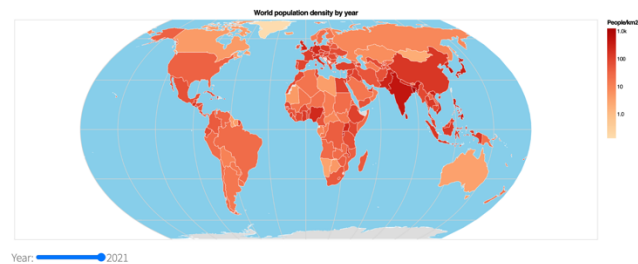 World population density by year
People/km2
1.0k
100
10
1.0
Year: 2021